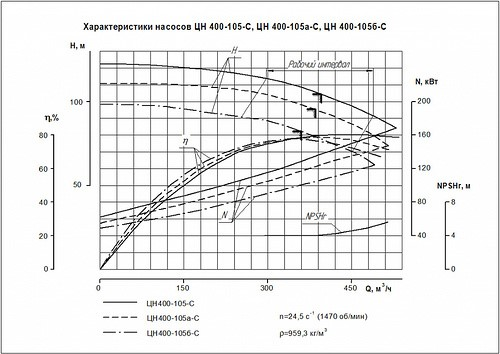 Характеристики насосов ЦН 400-105-С, ЦН 400-105а-С, ЦН 400-105б-С
H, м
H
Рабочий интервал
N, кВт
100
200
η,%
80
160
η
60
120
NPSHr, м
50
40
80
8
N
NPSHr
20
40
4
0
0
0
150
300
450
Q, м³/ч
ЦН400-105-С
ЦН400-105а-С
n=24,5 с⁻¹ (1470 об/мин)
ЦН400-105б-С
ρ=959,3 кг/м³